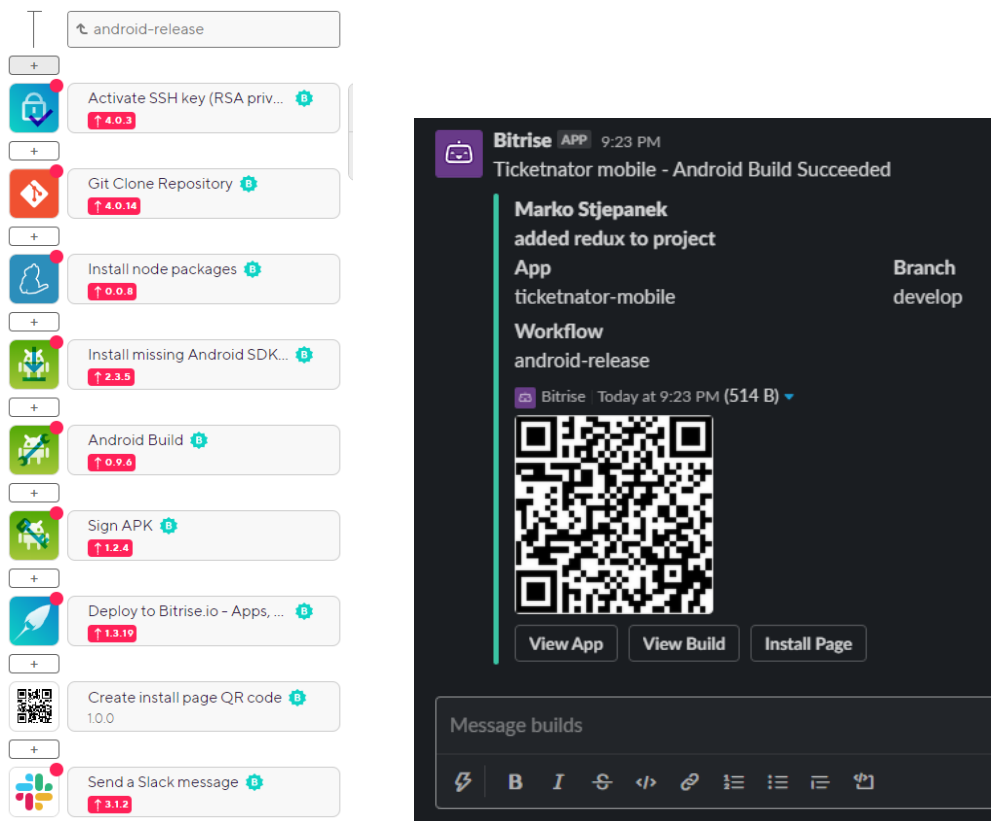 android-release
+
Activate SSH key (RSA priv...
↑ 4.0.3
+
Git Clone Repository
↑ 4.0.14
+
Install node packages
↑ 0.0.8
+
Install missing Android SDK...
↑ 2.3.5
+
Android Build
↑ 0.9.6
+
Sign APK
↑ 1.2.4
+
Deploy to Bitrise.io - Apps, ...
↑ 1.3.19
+
Create install page QR code
1.0.0
+
Send a Slack message
↑ 3.1.2
Bitrise APP 9:23 PM
Ticketnator mobile - Android Build Succeeded
Marko Stjepanek
added redux to project
App Branch
ticketnator-mobile develop
Workflow
android-release
Bitrise Today at 9:23 PM (514 B)
View App View Build Install Page
Message builds
B I S </>